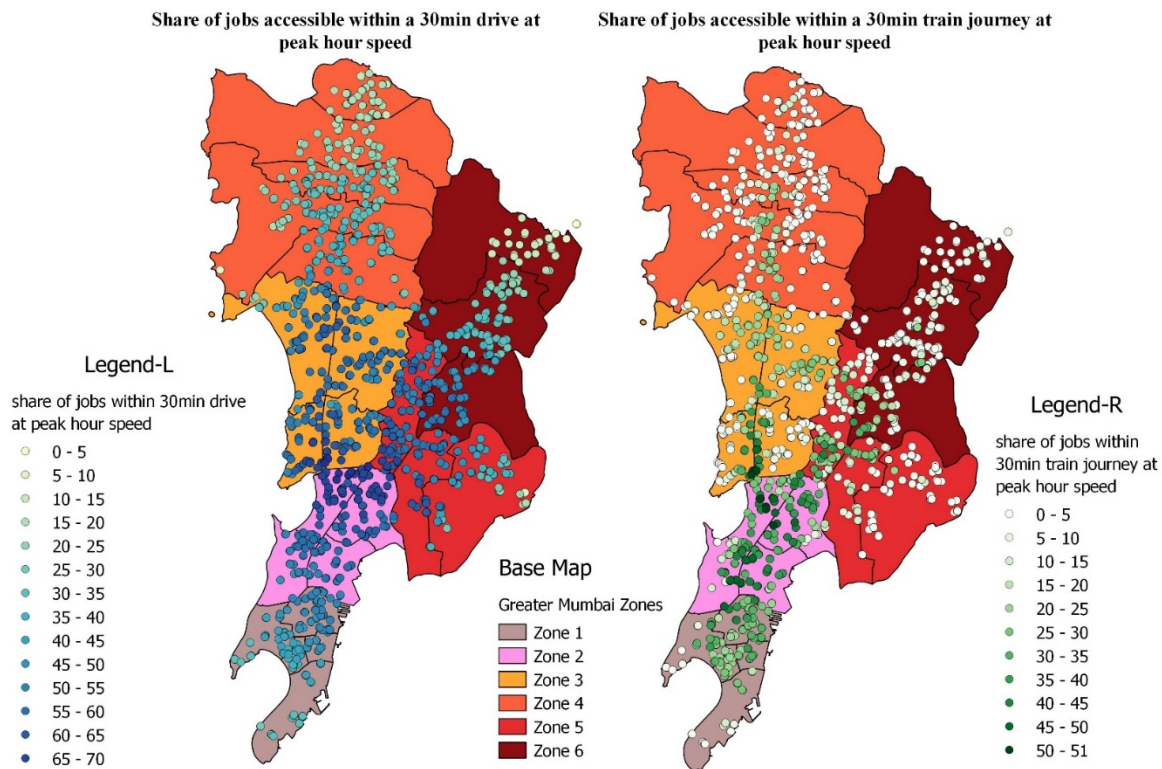 Share of jobs accessible within a 30min drive at
peak hour speed
Share of jobs accessible within a 30min train journey at
peak hour speed
Legend-L
share of jobs within 30min drive
at peak hour speed
0 - 5
5 - 10
10 - 15
15 - 20
20 - 25
25 - 30
30 - 35
35 - 40
40 - 45
45 - 50
50 - 55
55 - 60
60 - 65
65 - 70
Base Map
Greater Mumbai Zones
Zone 1
Zone 2
Zone 3
Zone 4
Zone 5
Zone 6
Legend-R
share of jobs within
30min train journey at
peak hour speed
0 - 5
5 - 10
10 - 15
15 - 20
20 - 25
25 - 30
30 - 35
35 - 40
40 - 45
45 - 50
50 - 51